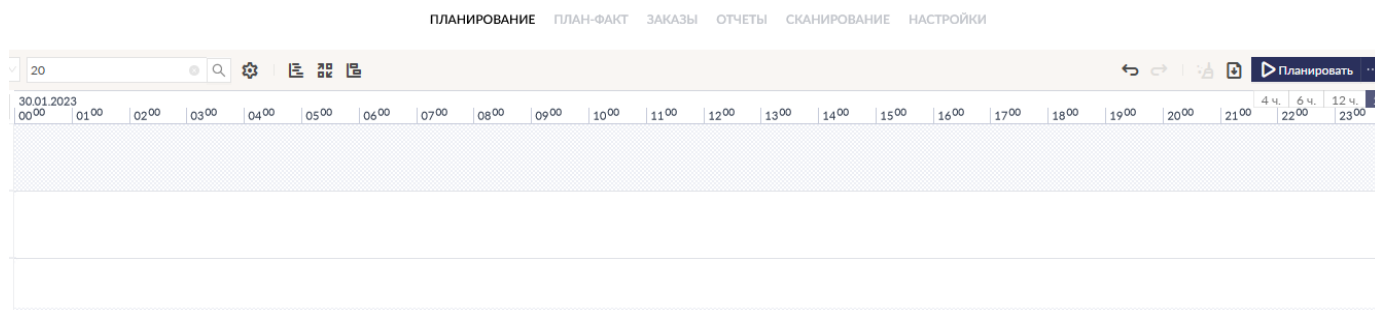 ПЛАНИРОВАНИЕ ПЛАН-ФАКТ ЗАКАЗЫ ОТЧЕТЫ СКАНИРОВАНИЕ НАСТРОЙКИ
20 Планировать
30.01.2023 4 ч. 6 ч. 12 ч.
00⁰⁰ 01⁰⁰ 02⁰⁰ 03⁰⁰ 04⁰⁰ 05⁰⁰ 06⁰⁰ 07⁰⁰ 08⁰⁰ 09⁰⁰ 10⁰⁰ 11⁰⁰ 12⁰⁰ 13⁰⁰ 14⁰⁰ 15⁰⁰ 16⁰⁰ 17⁰⁰ 18⁰⁰ 19⁰⁰ 20⁰⁰ 21⁰⁰ 22⁰⁰ 23⁰⁰